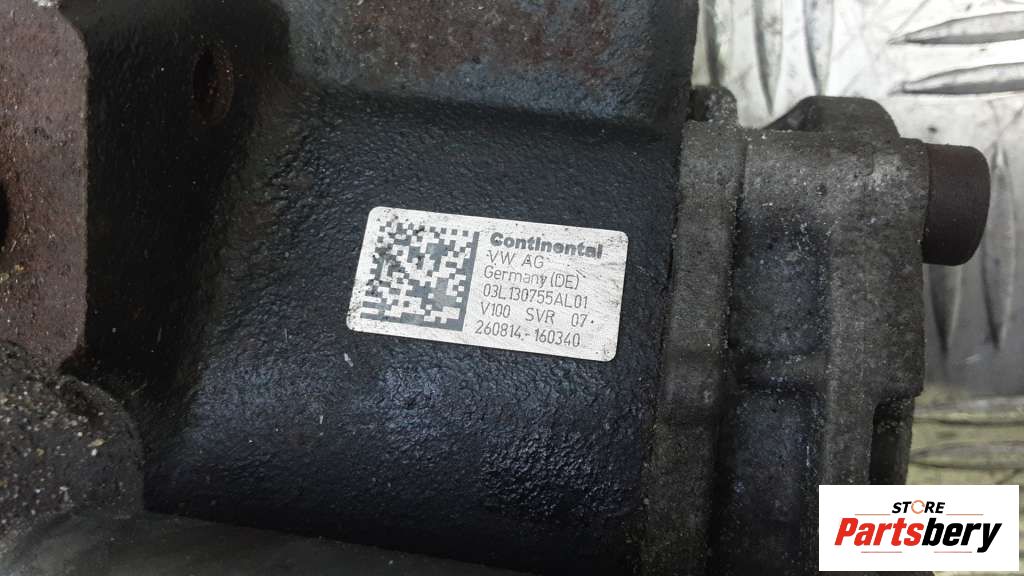 Continental
VW AG
Germany (DE)
03L130755AL01
V100 SVR 07.
260814-160340
STORE
Partsbery